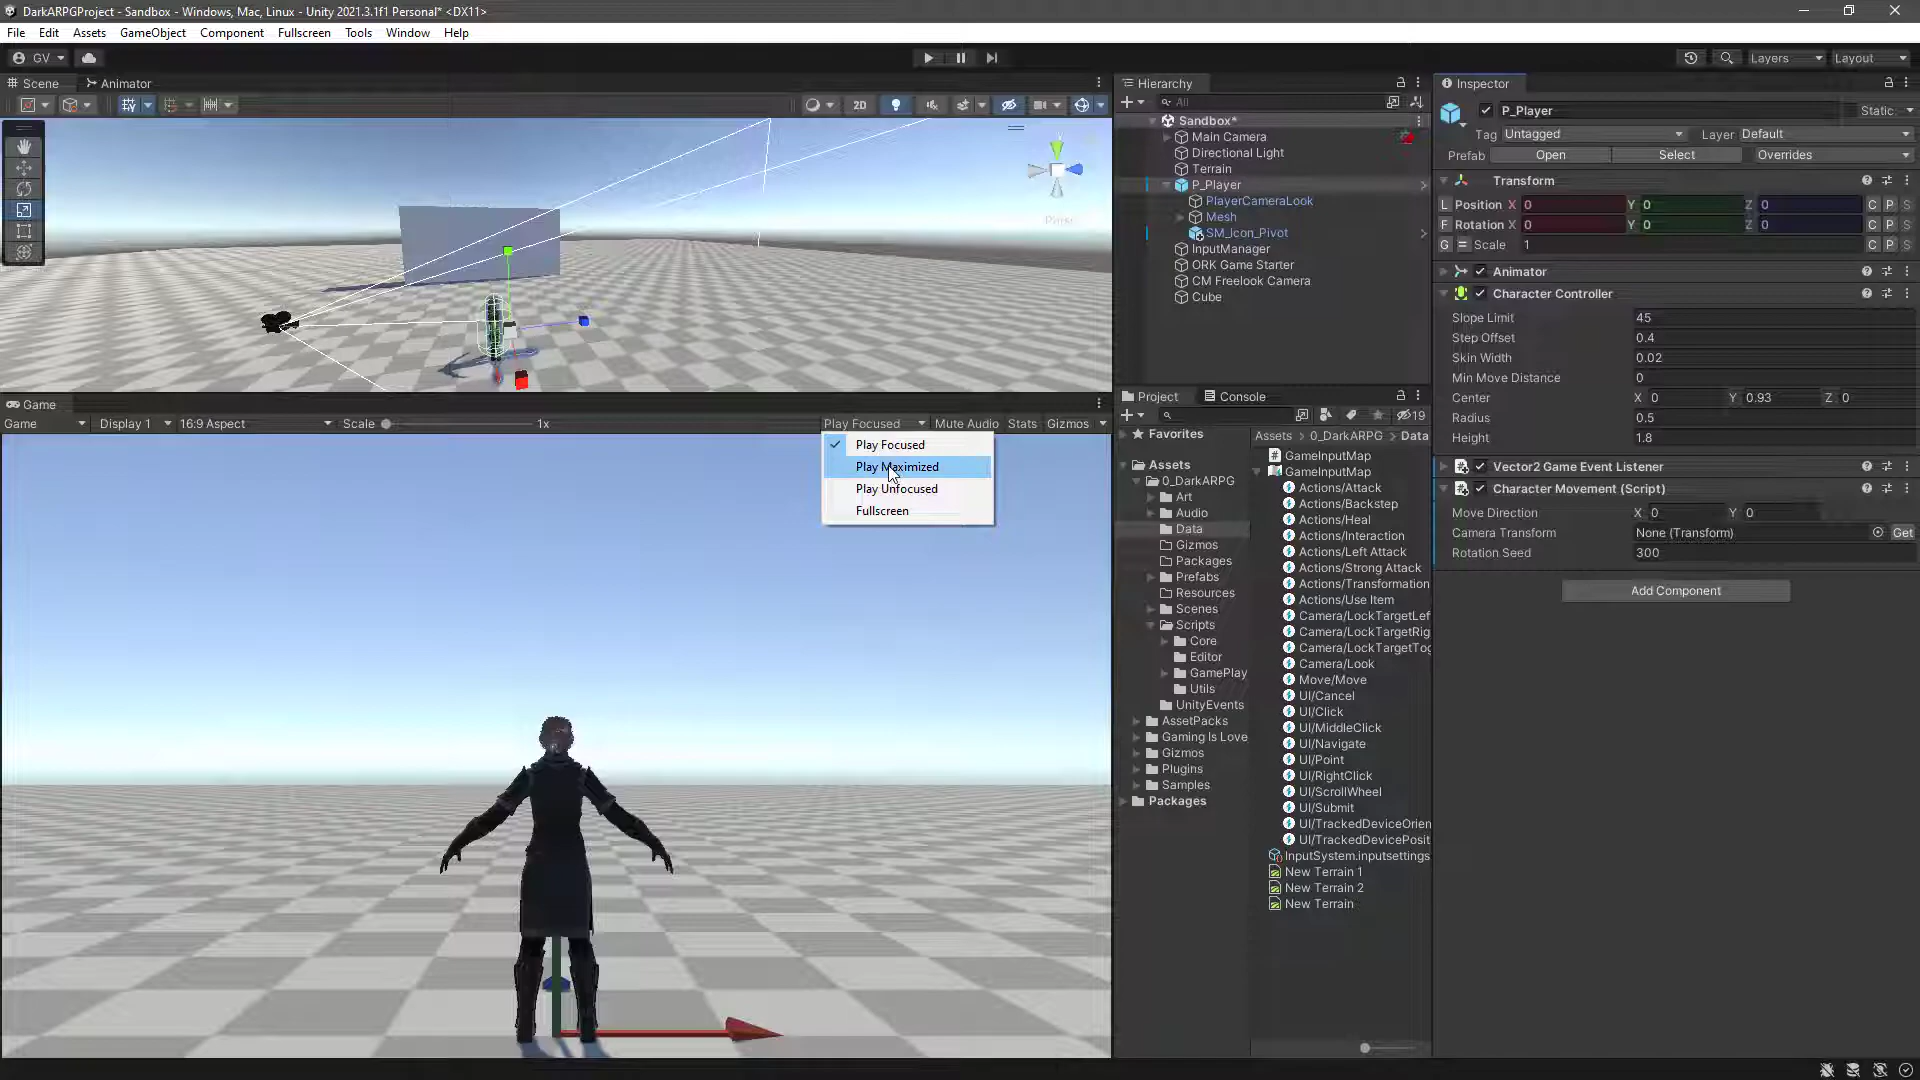 DarkARPGProject - Sandbox - Windows, Mac, Linux - Unity 2021.3.1f1 Personal* <DX11>
File Edit Assets GameObject Component Fullscreen Tools Window Help
GV
Layers
Layout
Scene
Animator
2D
Persp
Game
Game
Display 1
16:9 Aspect
Scale
1x
Play Focused
Mute Audio
Stats
Gizmos
Play Focused
Play Maximized
Play Unfocused
Fullscreen
Hierarchy
All
Sandbox*
Main Camera
Directional Light
Terrain
P_Player
PlayerCameraLook
Mesh
SM_Icon_Pivot
InputManager
ORK Game Starter
CM Freelook Camera
Cube
Project
Console
19
Favorites
Assets
0_DarkARPG
Art
Audio
Data
Gizmos
Packages
Prefabs
Resources
Scenes
Scripts
Core
Editor
GamePlay
Utils
UnityEvents
AssetPacks
Gaming Is Love
Gizmos
Plugins
Samples
Packages
Assets > 0_DarkARPG > Data
GameInputMap
GameInputMap
Actions/Attack
Actions/Backstep
Actions/Heal
Actions/Interaction
Actions/Left Attack
Actions/Strong Attack
Actions/Transformation
Actions/Use Item
Camera/LockTargetLef
Camera/LockTargetRig
Camera/LockTargetTog
Camera/Look
Move/Move
UI/Cancel
UI/Click
UI/MiddleClick
UI/Navigate
UI/Point
UI/RightClick
UI/ScrollWheel
UI/Submit
UI/TrackedDeviceOrien
UI/TrackedDevicePosit
InputSystem.inputsettings
New Terrain 1
New Terrain 2
New Terrain
Inspector
P_Player
Static
Tag Untagged
Layer Default
Prefab Open Select Overrides
Transform
L Position X 0 Y 0 Z 0 C P S
F Rotation X 0 Y 0 Z 0 C P S
G = Scale 1 C P S
Animator
Character Controller
Slope Limit 45
Step Offset 0.4
Skin Width 0.02
Min Move Distance 0
Center X 0 Y 0.93 Z 0
Radius 0.5
Height 1.8
Vector2 Game Event Listener
Character Movement (Script)
Move Direction X 0 Y 0
Camera Transform None (Transform) Get
Rotation Seed 300
Add Component